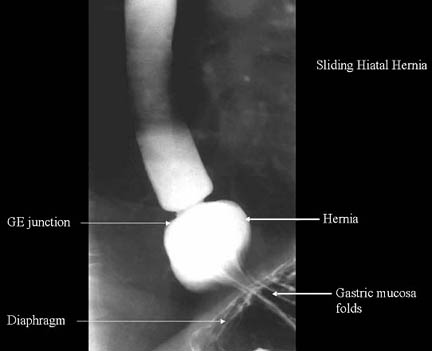 Sliding Hiatal Hernia
GE junction
Hernia
Gastric mucosa
folds
Diaphragm